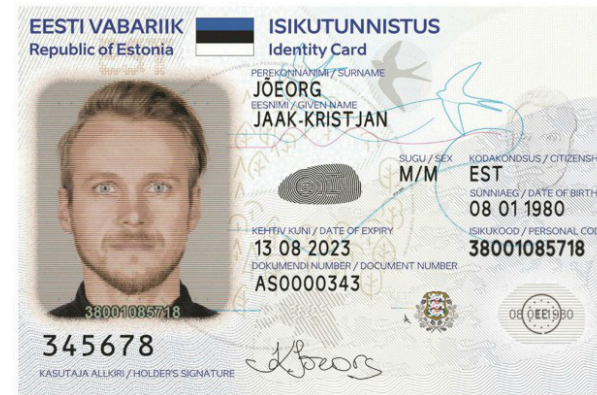 EESTI VABARIIK
Republic of Estonia
ISIKUTUNNISTUS
Identity Card
PEREKONNANIMI / SURNAME
JÕEORG
EESNIMI / GIVEN NAME
JAAK-KRISTJAN
SUGU / SEX
M/M
KODAKONDSUS / CITIZENSH
EST
SÜNNIAEG / DATE OF BIRTH
08 01 1980
KEHTIV KUNI / DATE OF EXPIRY
13 08 2023
ISIKUKOOD / PERSONAL COD
38001085718
DOKUMENDI NUMBER / DOCUMENT NUMBER
AS0000343
38001085718
345678
KASUTAJA ALLKIRI / HOLDER'S SIGNATURE